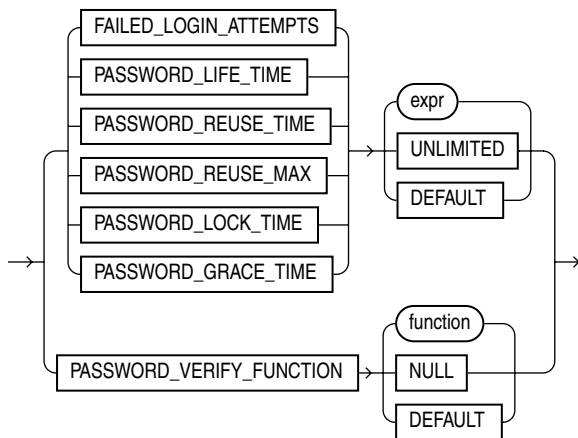 FAILED_LOGIN_ATTEMPTS
PASSWORD_LIFE_TIME
PASSWORD_REUSE_TIME
PASSWORD_REUSE_MAX
PASSWORD_LOCK_TIME
PASSWORD_GRACE_TIME
expr
UNLIMITED
DEFAULT
PASSWORD_VERIFY_FUNCTION
function
NULL
DEFAULT